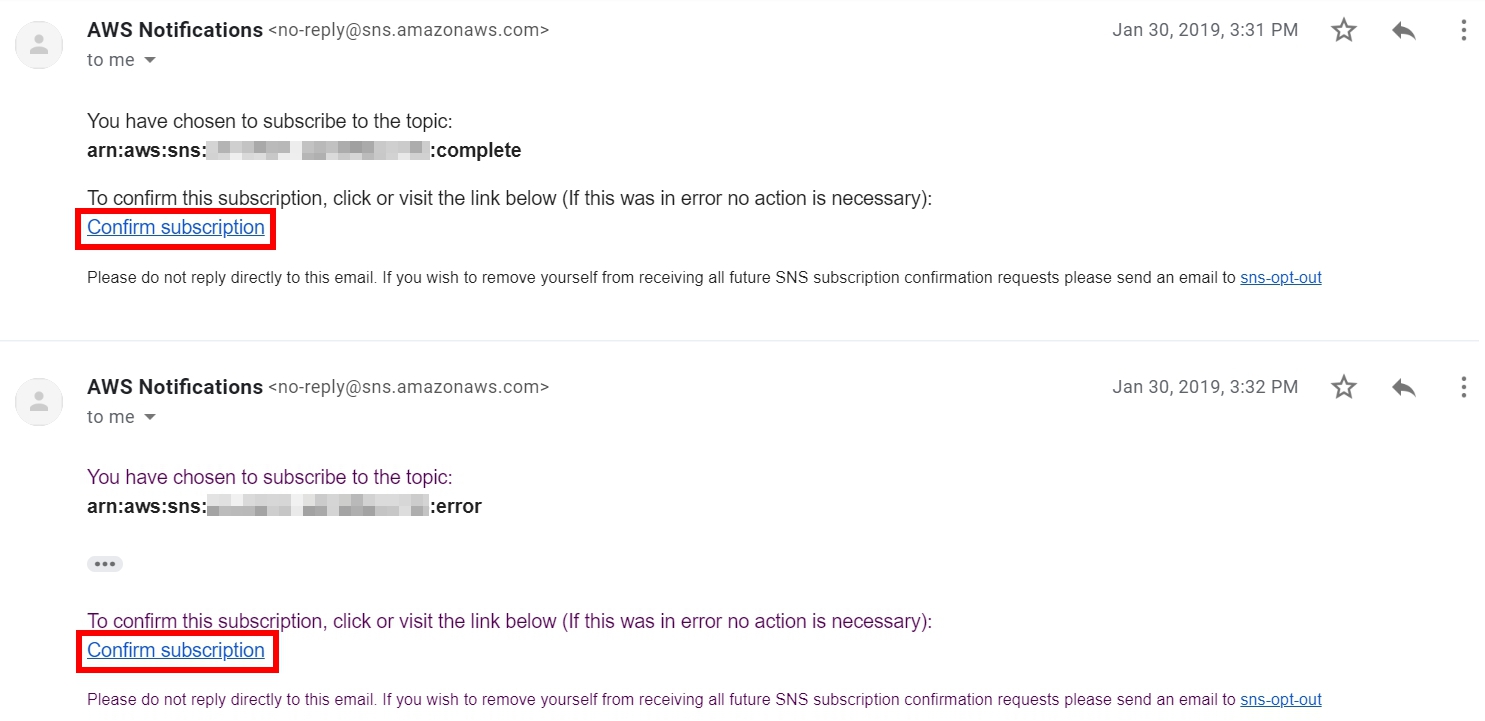 AWS Notifications <no-reply@sns.amazonaws.com> Jan 30, 2019, 3:31 PM
to me
You have chosen to subscribe to the topic:
arn:aws:sns: :complete
To confirm this subscription, click or visit the link below (If this was in error no action is necessary):
Confirm subscription
Please do not reply directly to this email. If you wish to remove yourself from receiving all future SNS subscription confirmation requests please send an email to sns-opt-out
AWS Notifications <no-reply@sns.amazonaws.com> Jan 30, 2019, 3:32 PM
to me
You have chosen to subscribe to the topic:
arn:aws:sns: :error
To confirm this subscription, click or visit the link below (If this was in error no action is necessary):
Confirm subscription
Please do not reply directly to this email. If you wish to remove yourself from receiving all future SNS subscription confirmation requests please send an email to sns-opt-out